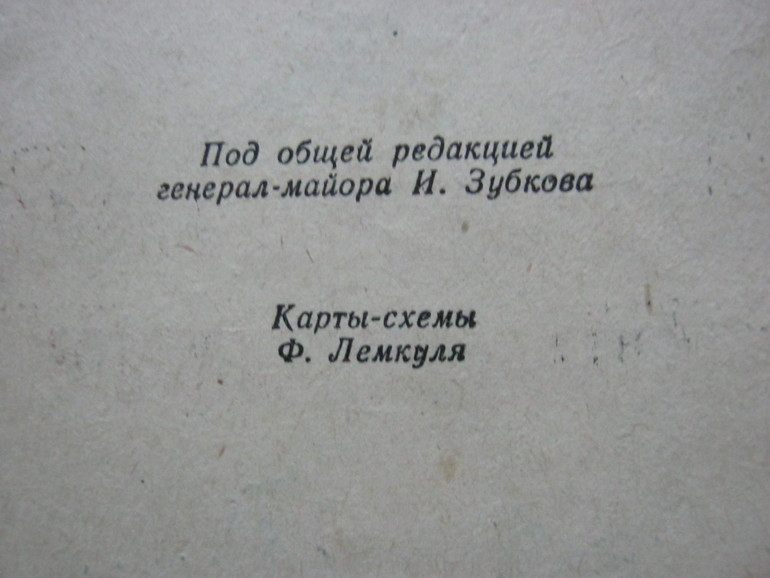 Под общей редакцией
генерал-майора И. Зубкова
Карты-схемы
Ф. Лемкуля